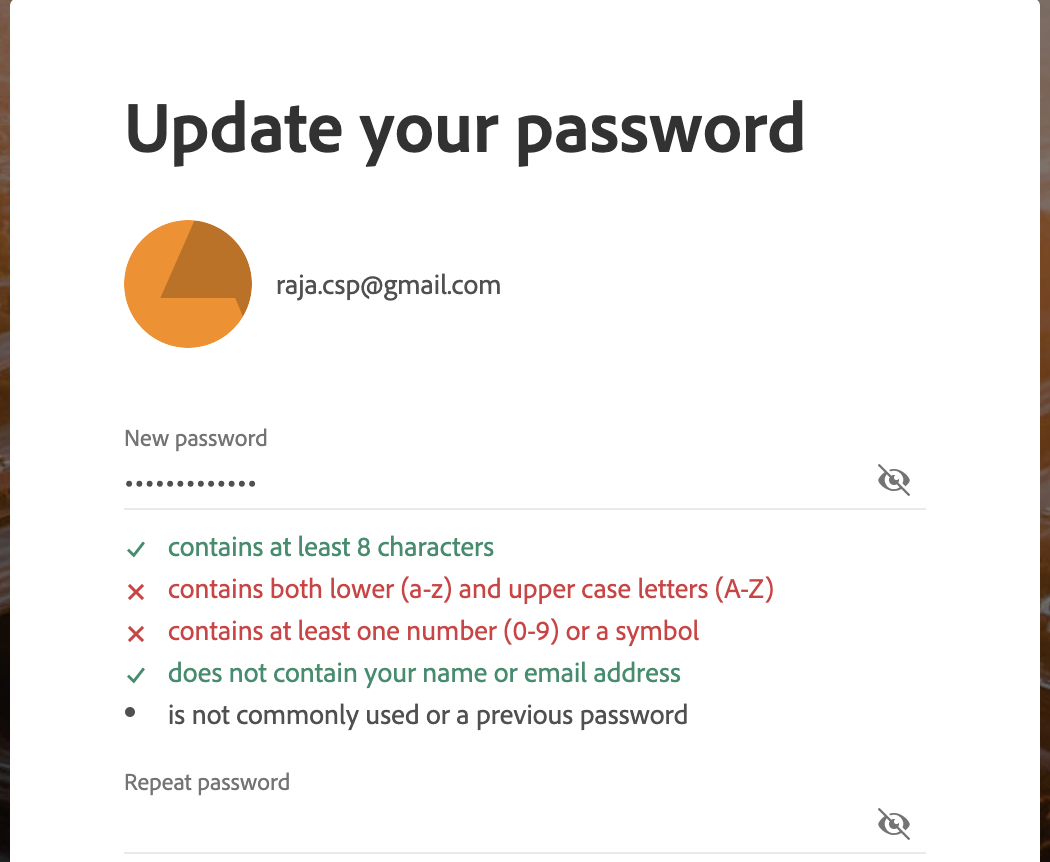 Update your password
raja.csp@gmail.com
New password
•••••••••••••
contains at least 8 characters
contains both lower (a-z) and upper case letters (A-Z)
contains at least one number (0-9) or a symbol
does not contain your name or email address
is not commonly used or a previous password
Repeat password